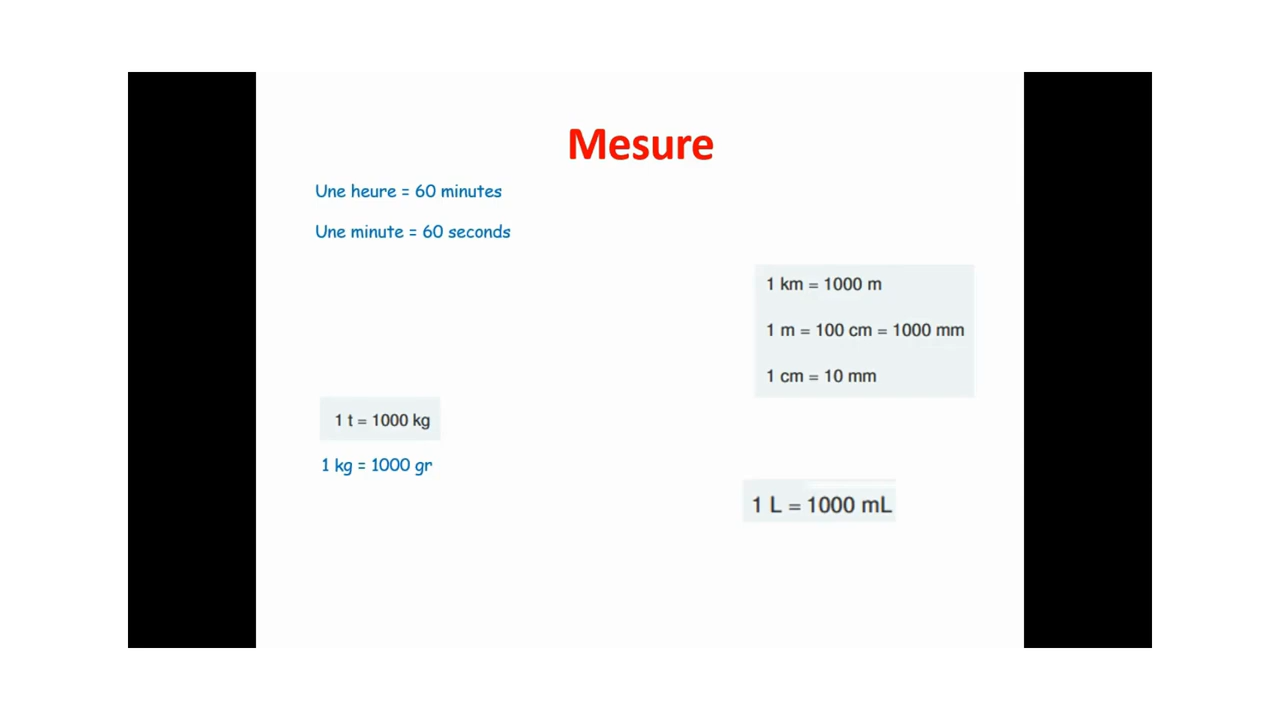 Mesure
Une heure = 60 minutes
Une minute = 60 seconds
1 km = 1000 m
1 m = 100 cm = 1000 mm
1 cm = 10 mm
1 t = 1000 kg
1 kg = 1000 gr
1 L = 1000 mL